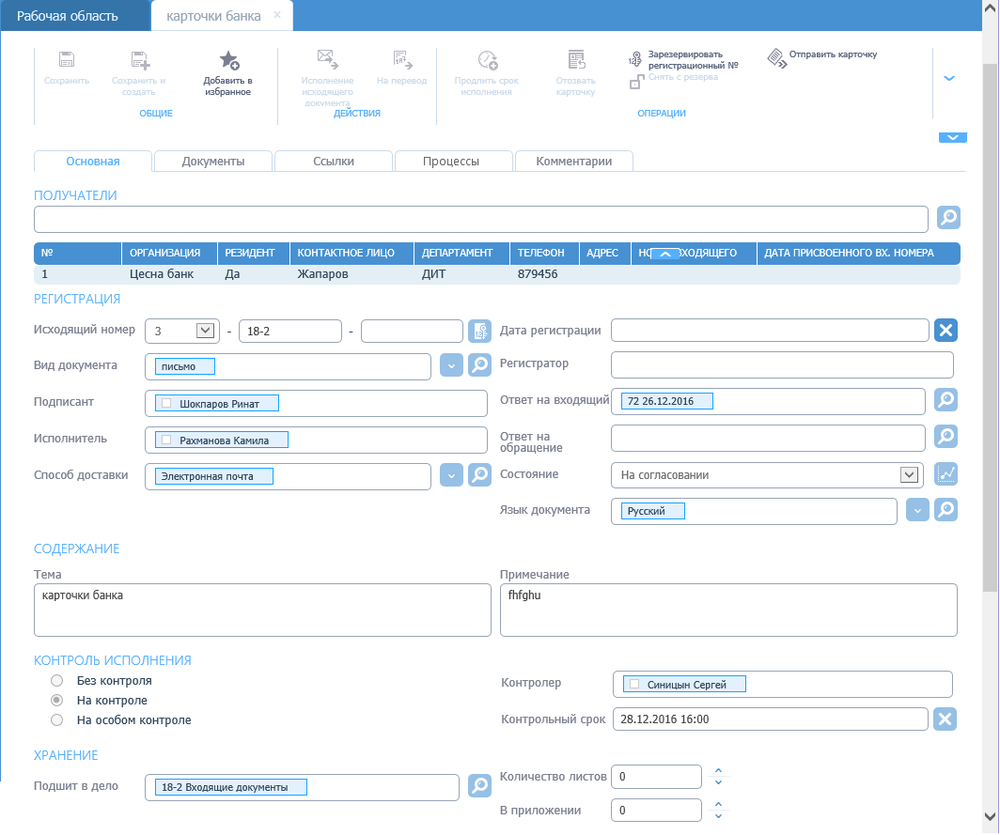 Рабочая область
карточки банка ×
Сохранить
Сохранить и
создать
Добавить в
избранное
ОБЩИЕ
Исполнение
исходящего
документа
На перевод
ДЕЙСТВИЯ
Продлить срок
исполнения
Отозвать
карточку
Зарезервировать
регистрационный №
Снять с резерва
Отправить карточку
ОПЕРАЦИИ
Основная
Документы
Ссылки
Процессы
Комментарии
ПОЛУЧАТЕЛИ
№ ОРГАНИЗАЦИЯ РЕЗИДЕНТ КОНТАКТНОЕ ЛИЦО ДЕПАРТАМЕНТ ТЕЛЕФОН АДРЕС ДАТА ПРИСВОЕННОГО ВХ. НОМЕРА
1 Цесна банк Да Жапаров ДИТ 879456
РЕГИСТРАЦИЯ
Исходящий номер 3 - 18-2 -
Дата регистрации
Вид документа письмо
Регистратор
Подписант Шокпаров Ринат
Ответ на входящий 72 26.12.2016
Исполнитель Рахманова Камила
Ответ на
обращение
Способ доставки Электронная почта
Состояние На согласовании
Язык документа Русский
СОДЕРЖАНИЕ
Тема
карточки банка
Примечание
fhfghu
КОНТРОЛЬ ИСПОЛНЕНИЯ
Без контроля
На контроле
На особом контроле
Контролер Синицын Сергей
Контрольный срок 28.12.2016 16:00
ХРАНЕНИЕ
Подшит в дело 18-2 Входящие документы
Количество листов 0
В приложении 0